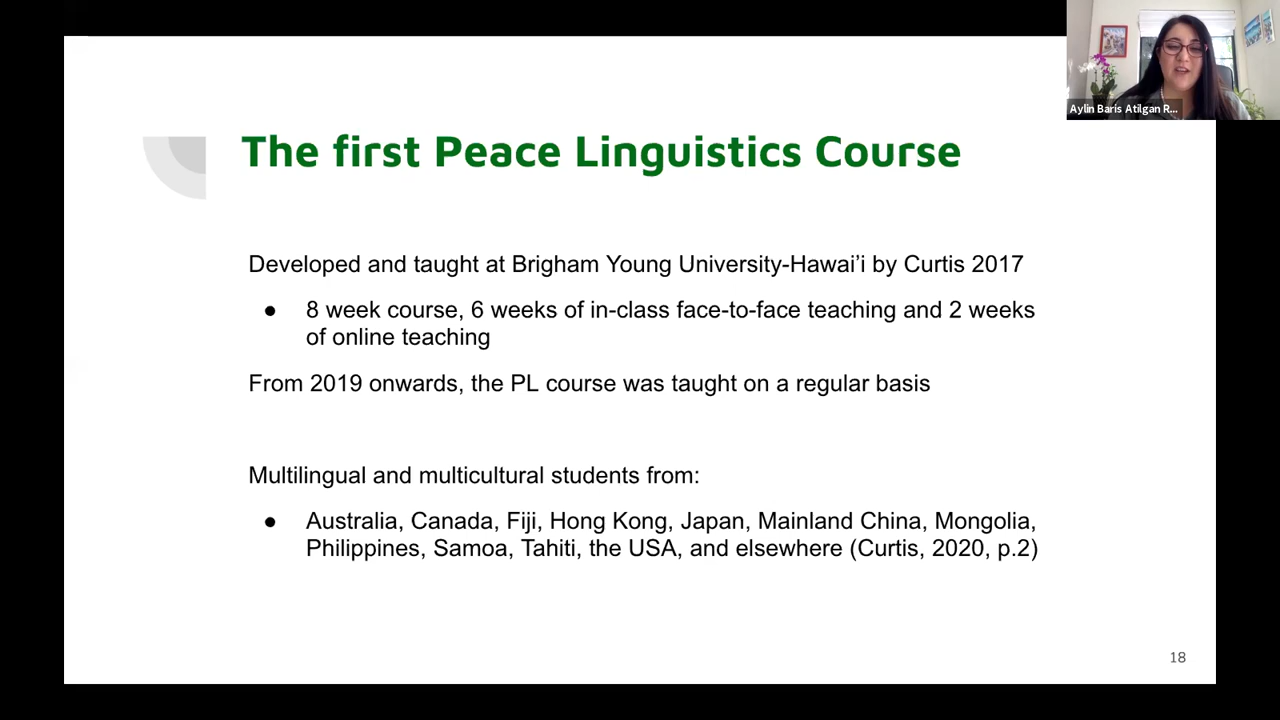 Aylin Baris Atilgan R...
The first Peace Linguistics Course
Developed and taught at Brigham Young University-Hawai’i by Curtis 2017
● 8 week course, 6 weeks of in-class face-to-face teaching and 2 weeks
of online teaching
From 2019 onwards, the PL course was taught on a regular basis
Multilingual and multicultural students from:
● Australia, Canada, Fiji, Hong Kong, Japan, Mainland China, Mongolia,
Philippines, Samoa, Tahiti, the USA, and elsewhere (Curtis, 2020, p.2)
18